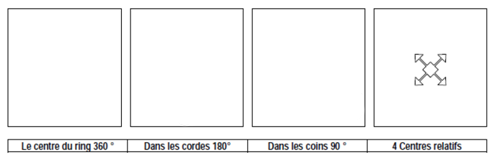 Le centre du ring 360 °
Dans les cordes 180°
Dans les coins 90 °
4 Centres relatifs